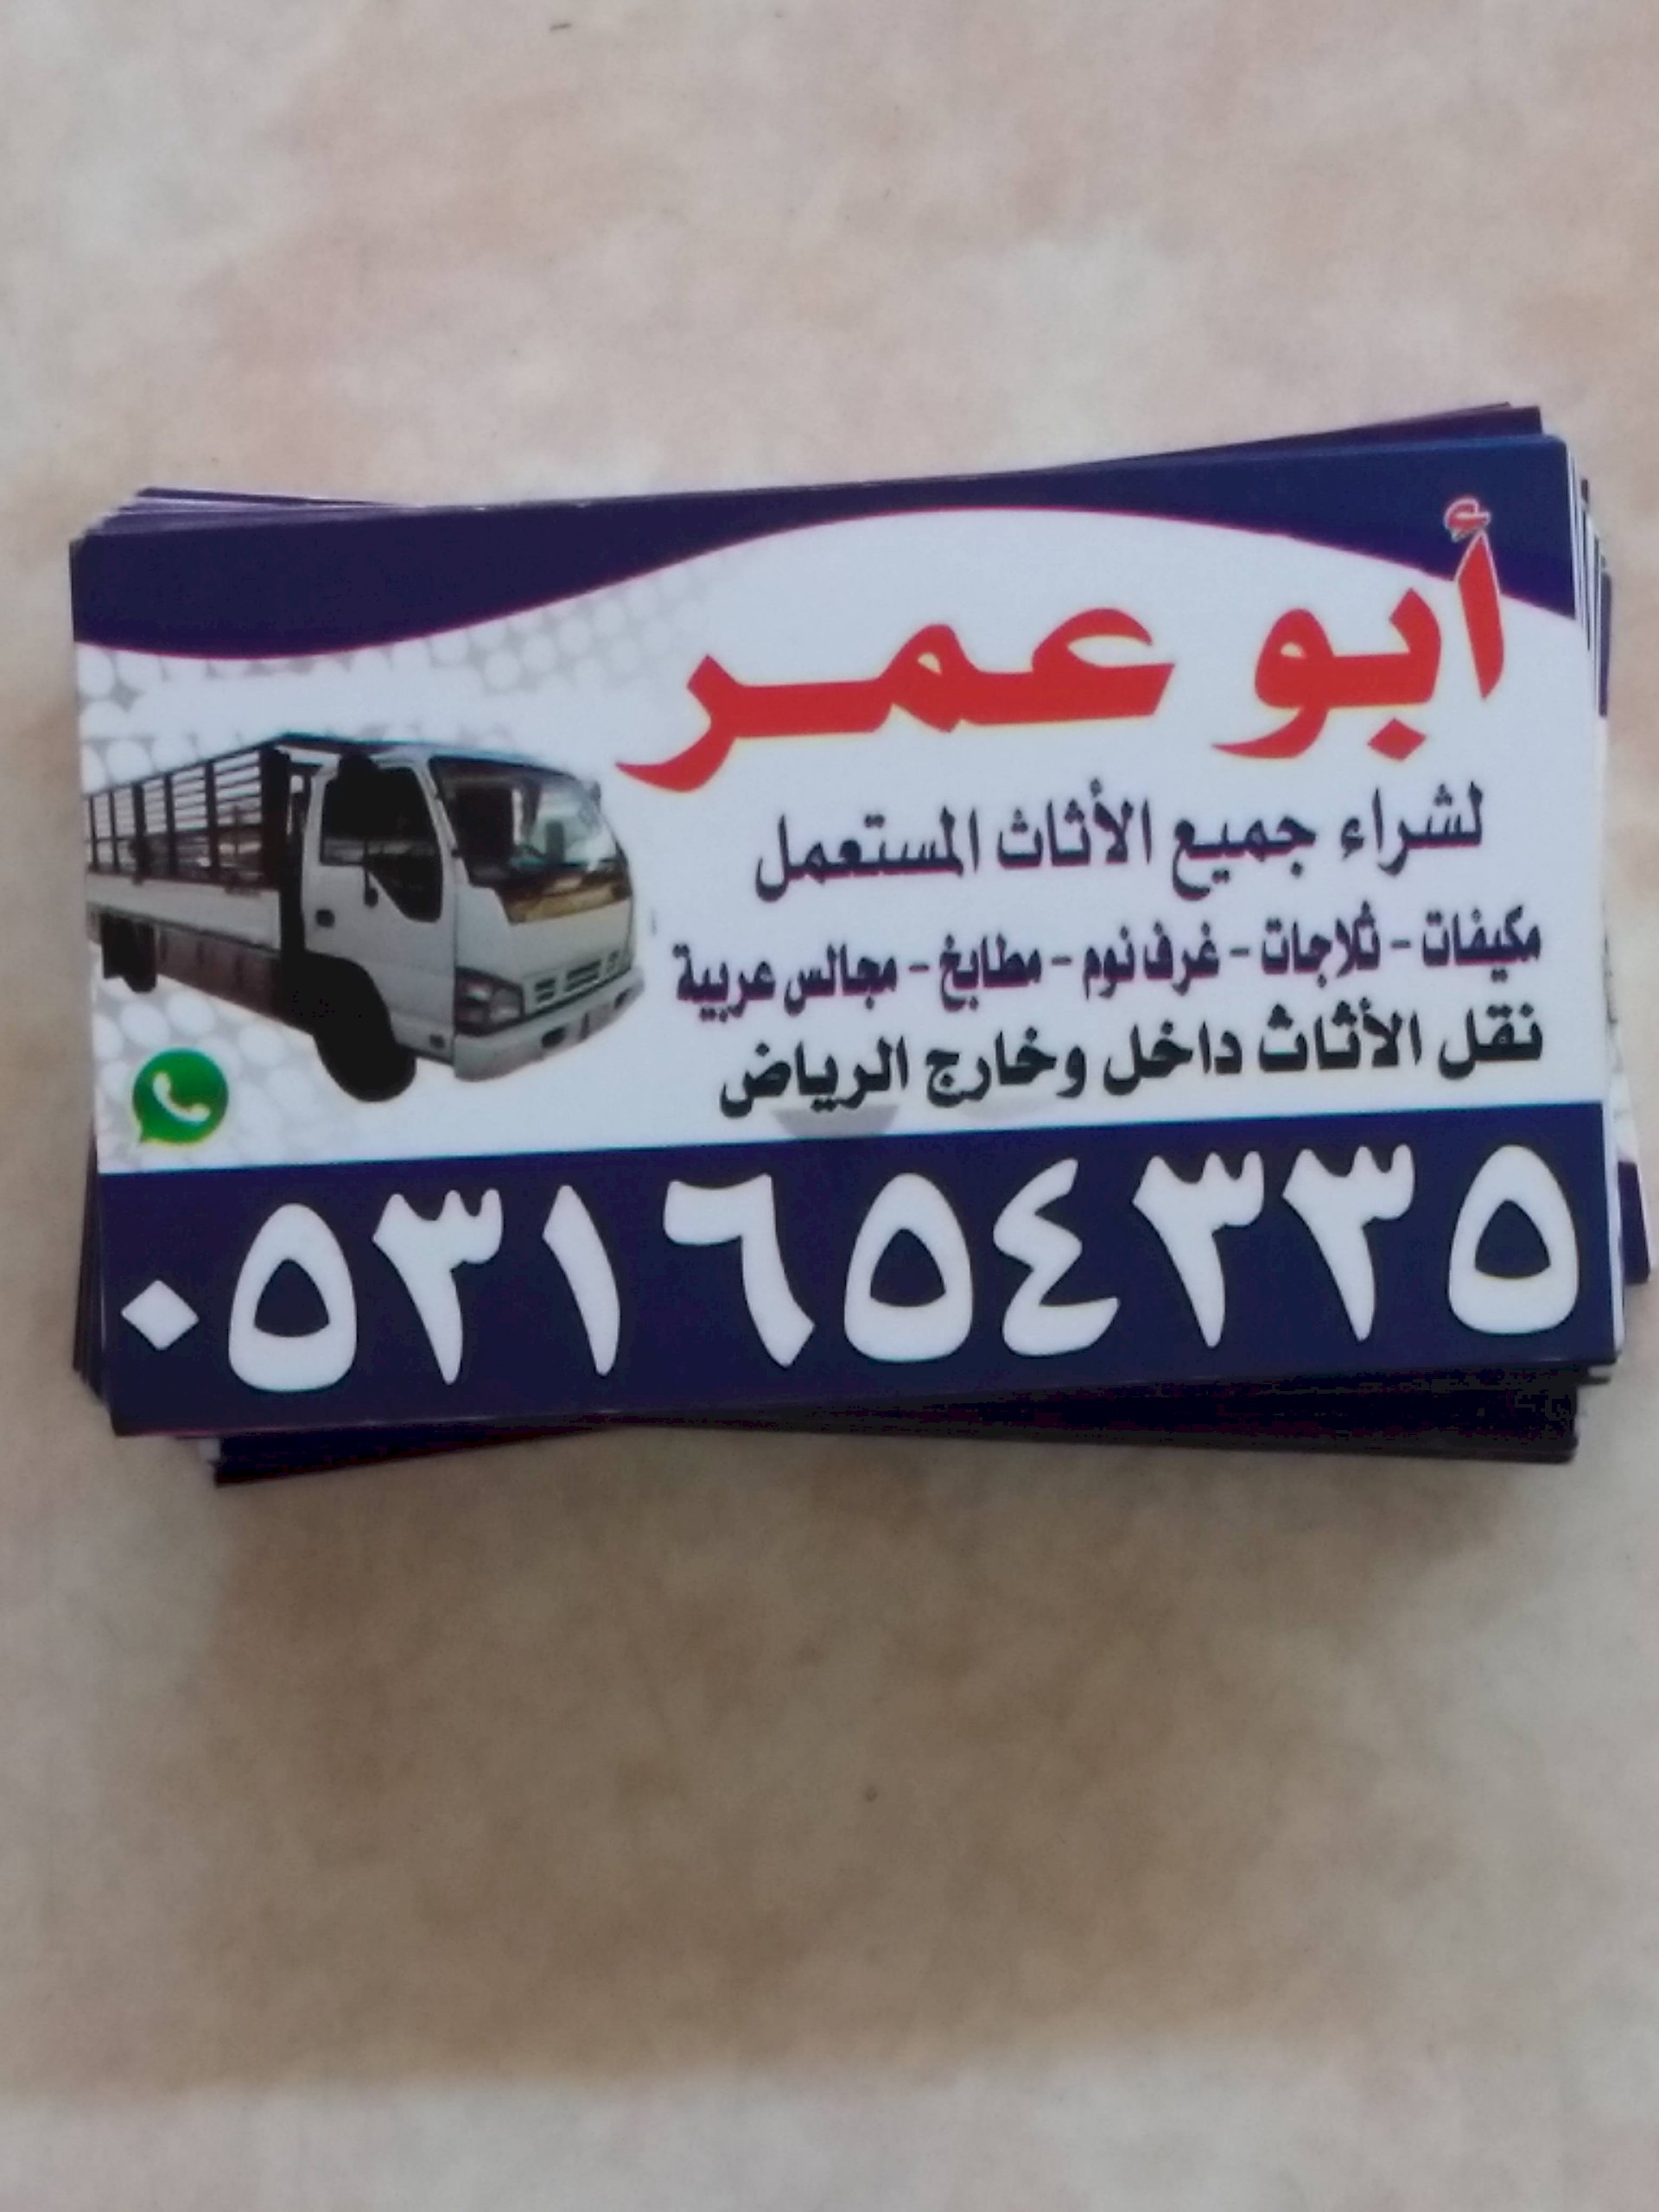 أبو عمر
لشراء جميع الأثاث المستعمل
مكيفات - ثلاجات - غرف نوم - مطابخ - مجالس عربية
نقل الأثاث داخل وخارج الرياض
٠٥٣١٦٥٤٣٣٥